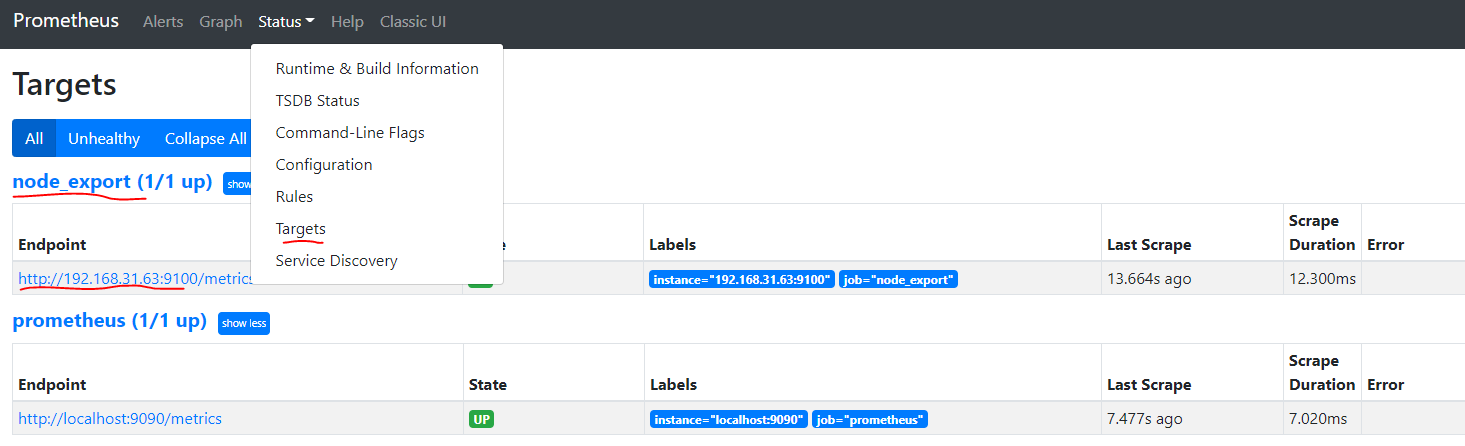 Prometheus Alerts Graph Status Help Classic UI
Runtime & Build Information
TSDB Status
Command-Line Flags
Configuration
Rules
Targets
Service Discovery
Targets
All Unhealthy Collapse All
node_export (1/1 up) show
Endpoint Labels Last Scrape Scrape Duration Error
http://192.168.31.63:9100/metrics instance="192.168.31.63:9100" job="node_export" 13.664s ago 12.300ms
prometheus (1/1 up) show less
Endpoint State Labels Last Scrape Scrape Duration Error
http://localhost:9090/metrics UP instance="localhost:9090" job="prometheus" 7.477s ago 7.020ms